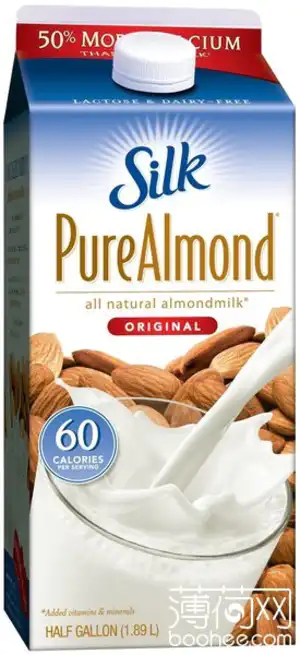 50% MORE CALCIUM
LACTOSE & DAIRY-FREE
Silk
PureAlmond
all natural almondmilk*
ORIGINAL
60
CALORIES
PER SERVING
*Added vitamins & minerals
HALF GALLON (1.89 L)
薄荷网
boohee.com